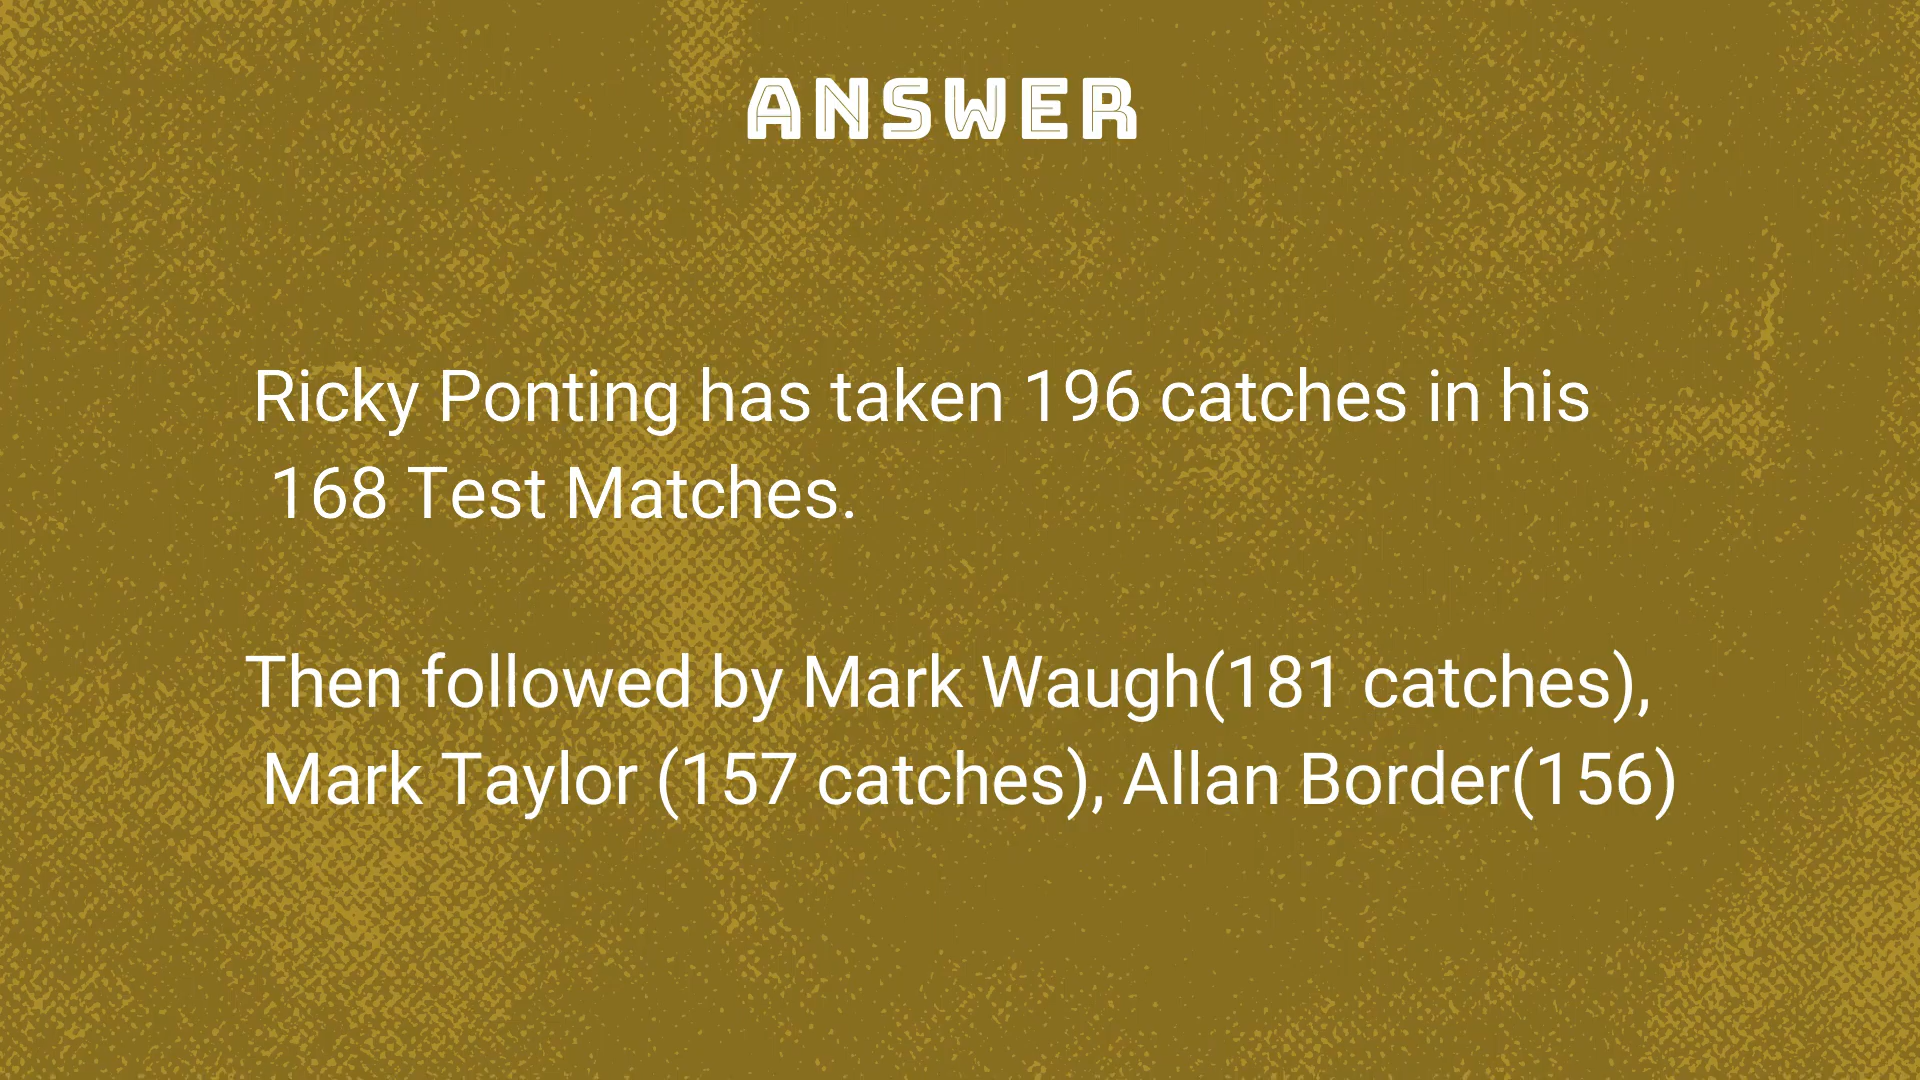 ANSWER
Ricky Ponting has taken 196 catches in his
168 Test Matches.
Then followed by Mark Waugh(181 catches),
Mark Taylor (157 catches), Allan Border(156)